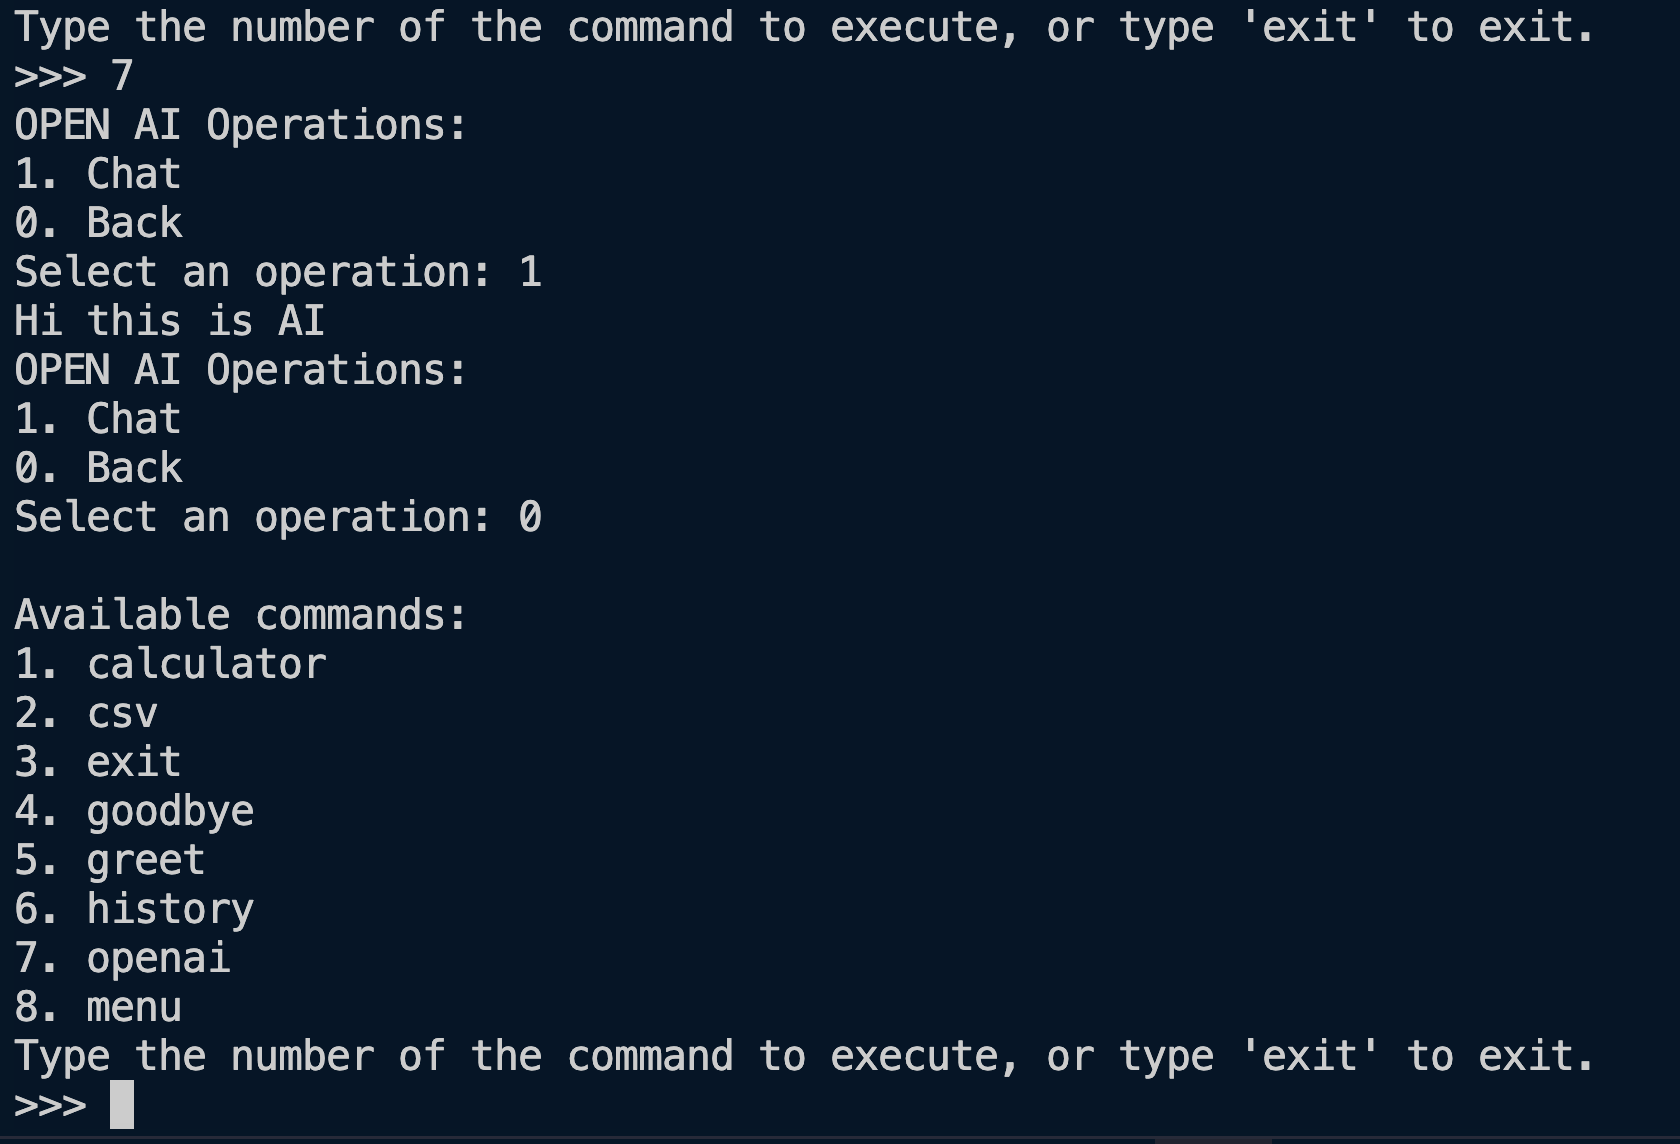 Type the number of the command to execute, or type 'exit' to exit.
>>> 7
OPEN AI Operations:
1. Chat
0. Back
Select an operation: 1
Hi this is AI
OPEN AI Operations:
1. Chat
0. Back
Select an operation: 0

Available commands:
1. calculator
2. csv
3. exit
4. goodbye
5. greet
6. history
7. openai
8. menu
Type the number of the command to execute, or type 'exit' to exit.
>>>